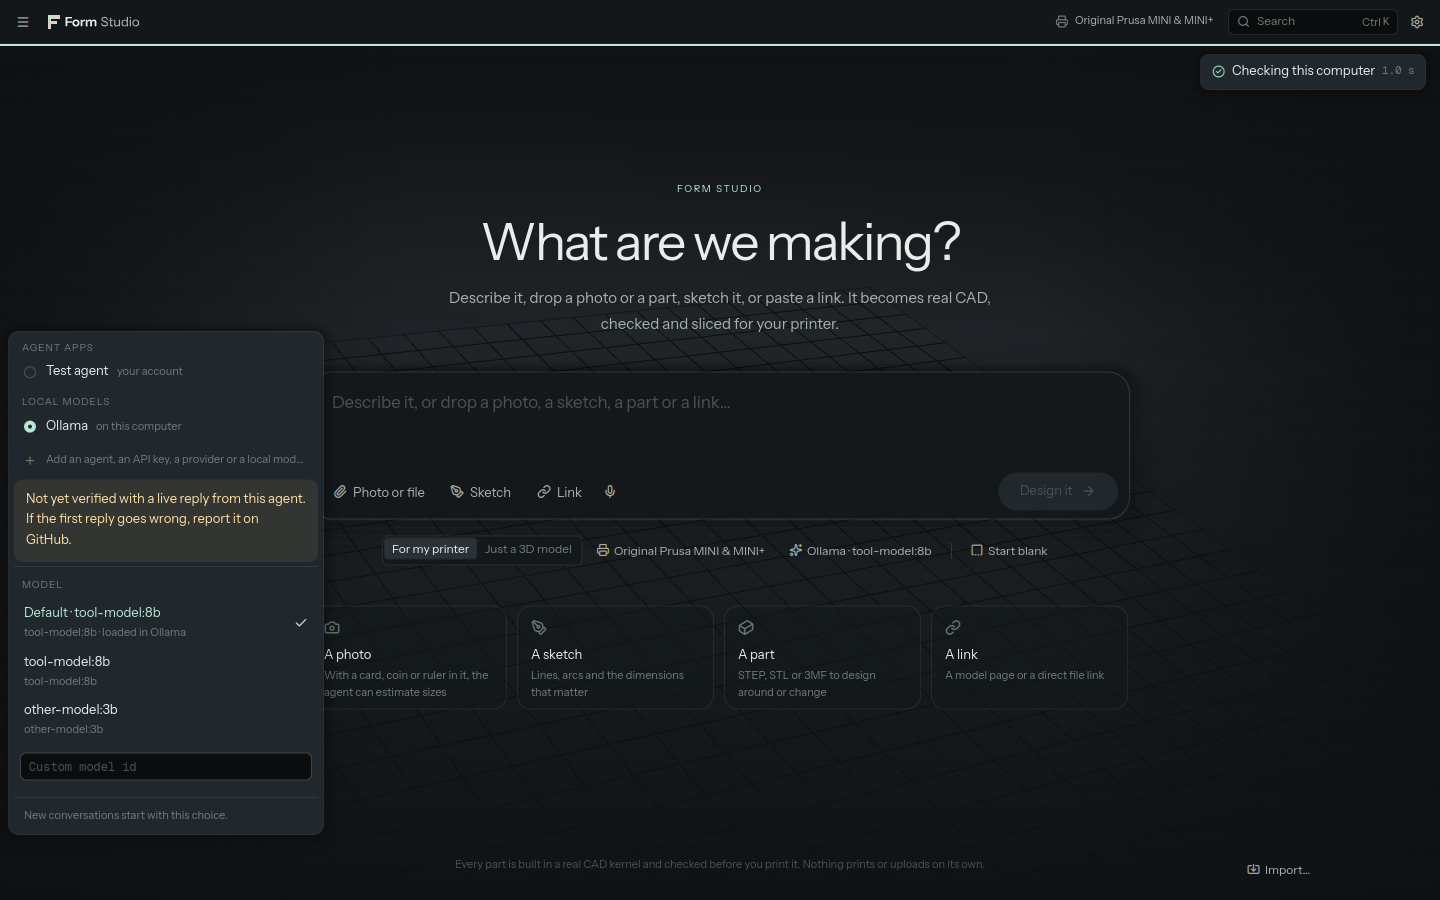 Form Studio
Original Prusa MINI & MINI+
Search
Ctrl K
Checking this computer 1.0 s
FORM STUDIO
What are we making?
Describe it, drop a photo or a part, sketch it, or paste a link. It becomes real CAD,
checked and sliced for your printer.
AGENT APPS
Test agent your account
LOCAL MODELS
Ollama on this computer
Add an agent, an API key, a provider or a local mod...
Not yet verified with a live reply from this agent.
If the first reply goes wrong, report it on
GitHub.
MODEL
Default · tool-model:8b
tool-model:8b · loaded in Ollama
tool-model:8b
tool-model:8b
other-model:3b
other-model:3b
Custom model id
New conversations start with this choice.
Describe it, or drop a photo, a sketch, a part or a link...
Photo or file
Sketch
Link
Design it
For my printer
Just a 3D model
Original Prusa MINI & MINI+
Ollama · tool-model:8b
Start blank
A photo
With a card, coin or ruler in it, the
agent can estimate sizes
A sketch
Lines, arcs and the dimensions
that matter
A part
STEP, STL or 3MF to design
around or change
A link
A model page or a direct file link
Every part is built in a real CAD kernel and checked before you print it. Nothing prints or uploads on its own.
Import...